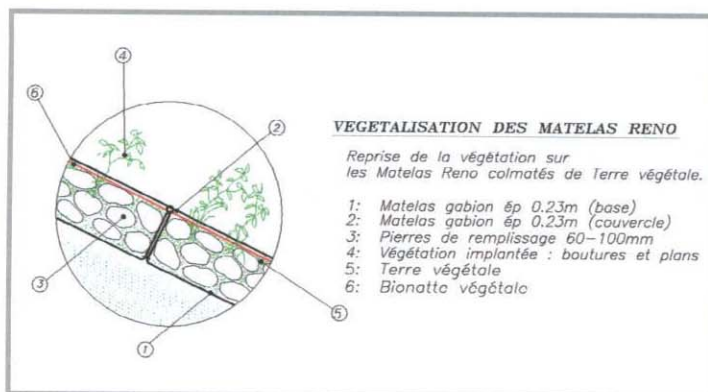 ④
⑥
②
③
⑤
①
VEGETALISATION DES MATELAS RENO
Reprise de la végétation sur
les Matelas Reno colmatés de Terre végétale.
1: Matelas gabion ép 0.23m (base)
2: Matelas gabion ép 0.23m (couvercle)
3: Pierres de remplissage 60-100mm
4: Végétation implantée : boutures et plans
5: Terre végétale
6: Bionatte végétale